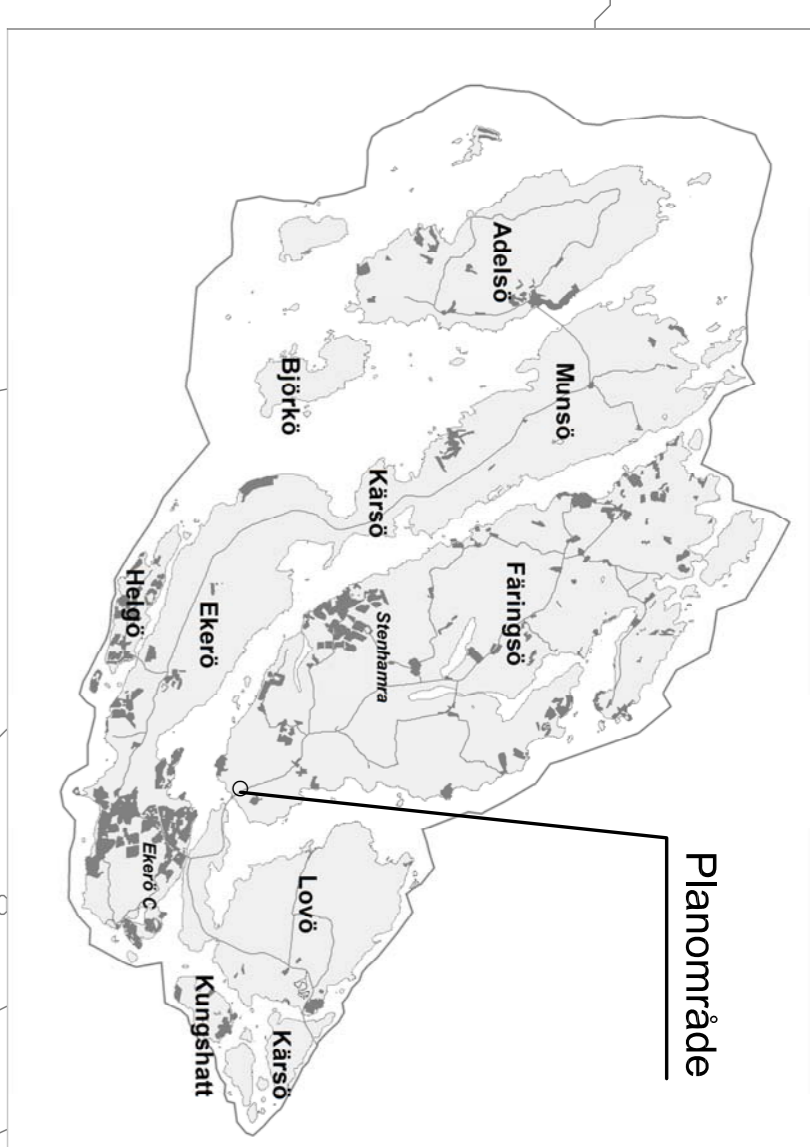 Planområde
Adelsö
Munsö
Björkö
Kärsö
Färingsö
Stenhamra
Helgö
Ekerö
Ekerö C
Lovö
Kungshatt
Kärsö